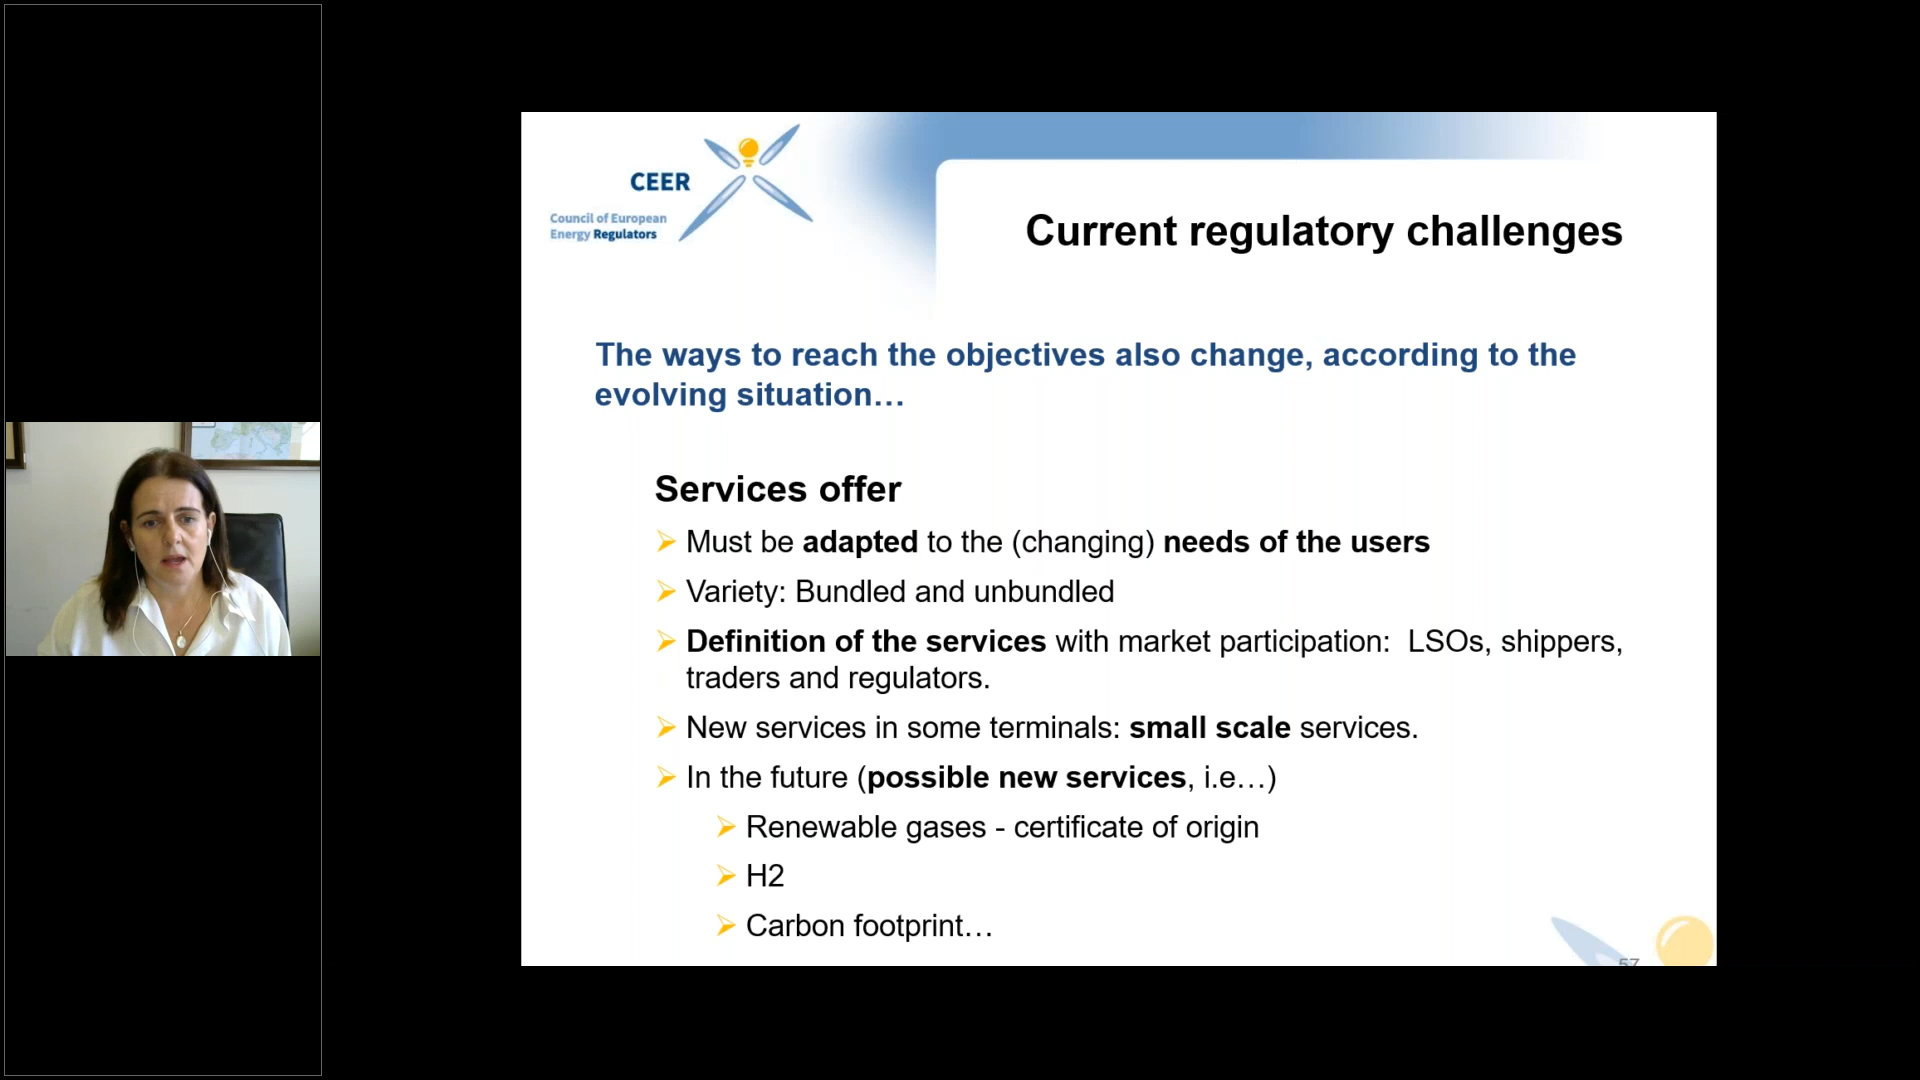 CEER
Council of European
Energy Regulators
Current regulatory challenges
The ways to reach the objectives also change, according to the
evolving situation…
Services offer
Must be adapted to the (changing) needs of the users
Variety: Bundled and unbundled
Definition of the services with market participation: LSOs, shippers,
traders and regulators.
New services in some terminals: small scale services.
In the future (possible new services, i.e…)
Renewable gases - certificate of origin
H2
Carbon footprint…
57